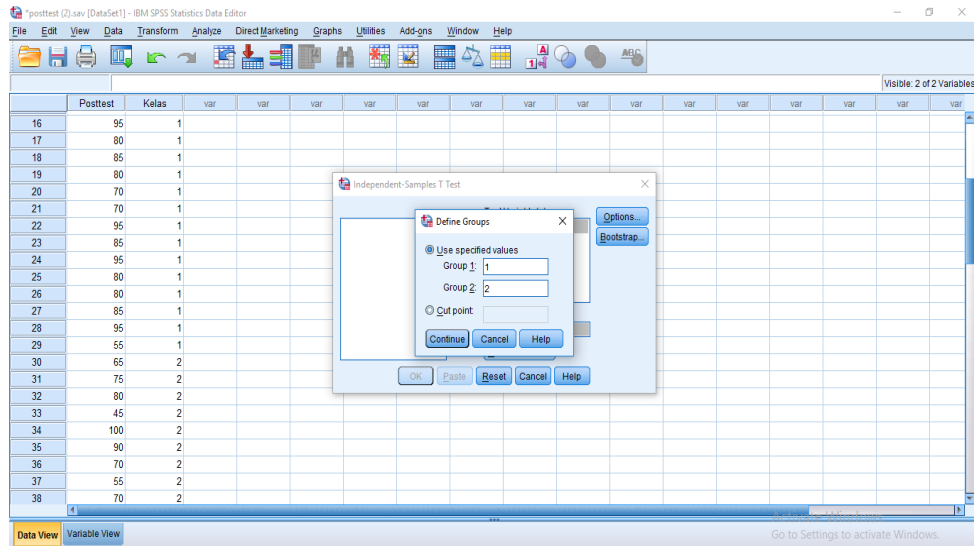 *posttest (2).sav [DataSet1] - IBM SPSS Statistics Data Editor
File Edit View Data Transform Analyze Direct Marketing Graphs Utilities Add-ons Window Help
Visible: 2 of 2 Variables
Posttest Kelas var var var var var var var var var var var var var var var
16 95 1
17 80 1
18 85 1
19 80 1
20 70 1
21 70 1
22 95 1
23 85 1
24 95 1
25 80 1
26 80 1
27 85 1
28 95 1
29 55 1
30 65 2
31 75 2
32 80 2
33 45 2
34 100 2
35 90 2
36 70 2
37 55 2
38 70 2
Independent-Samples T Test
Options...
Bootstrap...
Define Groups
Use specified values
Group 1: 1
Group 2: 2
Cut point:
Continue Cancel Help
OK Paste Reset Cancel Help
Data View Variable View
Activate Windows
Go to Settings to activate Windows.